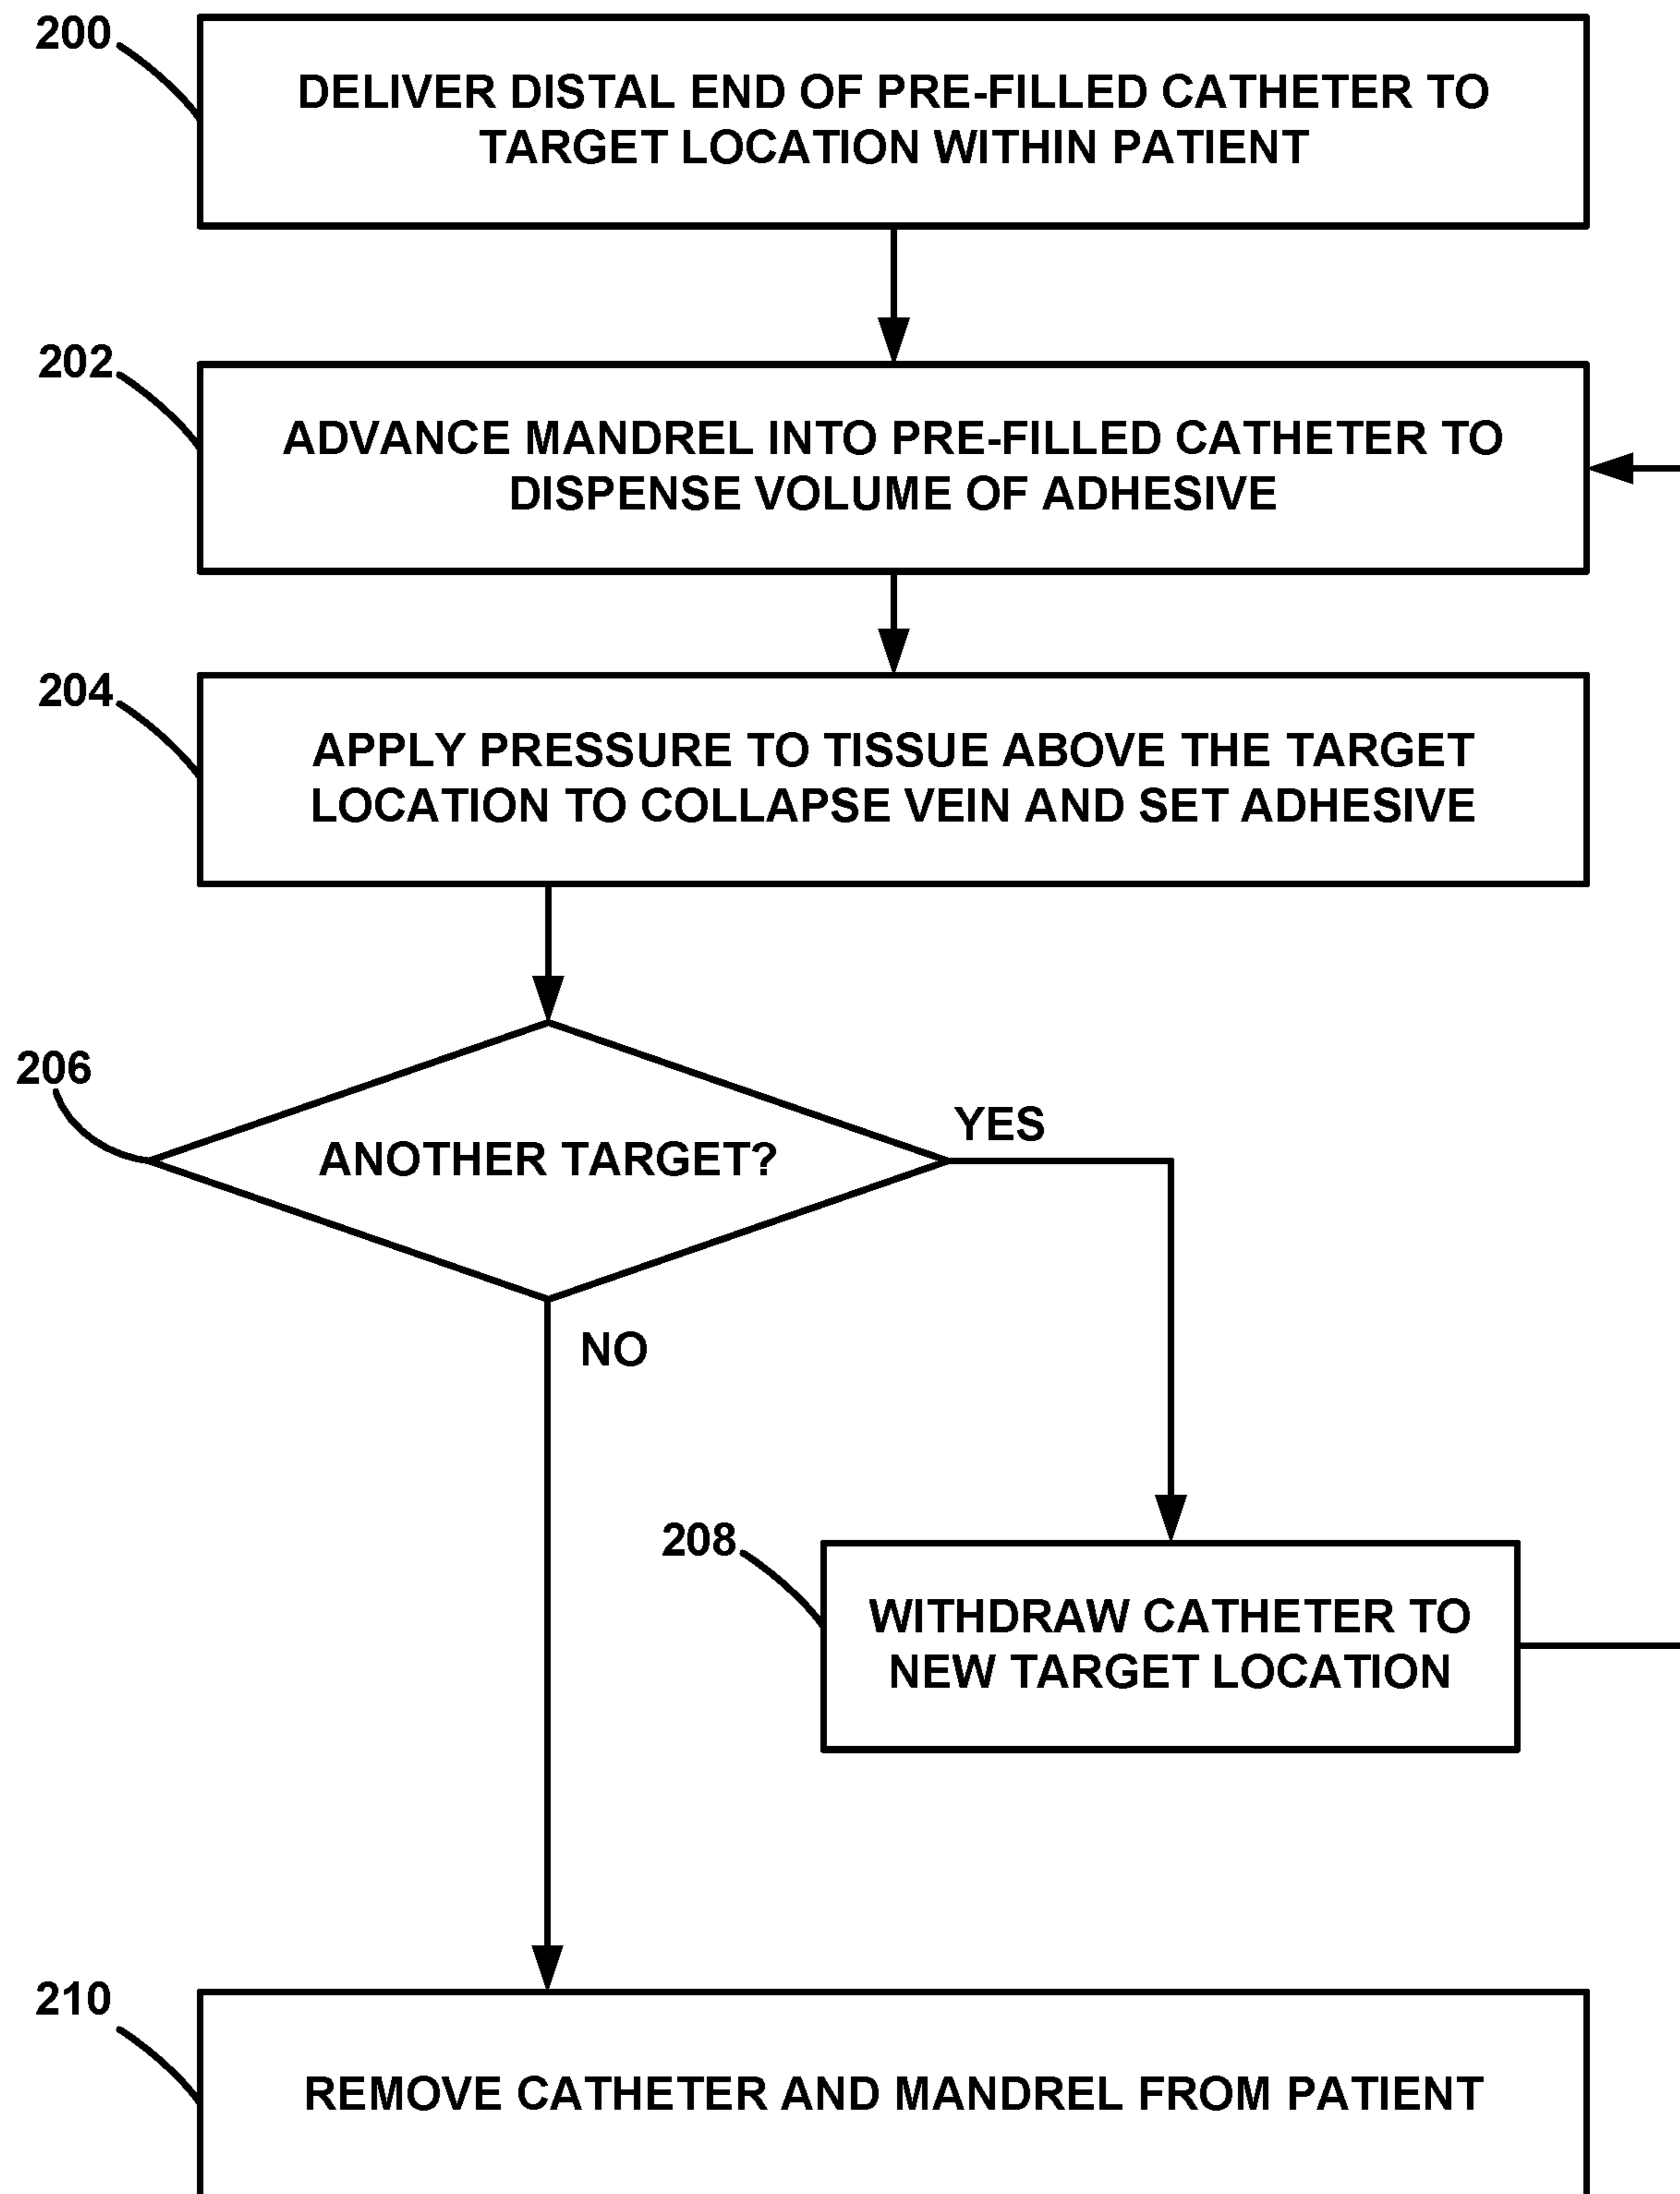 200
DELIVER DISTAL END OF PRE-FILLED CATHETER TO
TARGET LOCATION WITHIN PATIENT
202
ADVANCE MANDREL INTO PRE-FILLED CATHETER TO
DISPENSE VOLUME OF ADHESIVE
204
APPLY PRESSURE TO TISSUE ABOVE THE TARGET
LOCATION TO COLLAPSE VEIN AND SET ADHESIVE
206
ANOTHER TARGET?
YES
NO
208
WITHDRAW CATHETER TO
NEW TARGET LOCATION
210
REMOVE CATHETER AND MANDREL FROM PATIENT